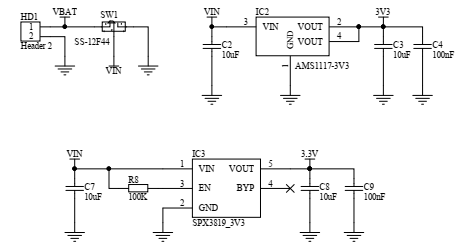 HD1
VBAT
SW1
1
2
Header 2
SS-12F44
VIN
VIN
IC2
3V3
3 VIN VOUT 2
VOUT 4
GND
1
AMS1117-3V3
C2
10uF
C3
10uF
C4
100nF
VIN
IC3
3.3V
1 VIN VOUT 5
R8
100K
3 EN BYP 4
2 GND
SPX3819_3V3
C7
10uF
C8
10uF
C9
100nF